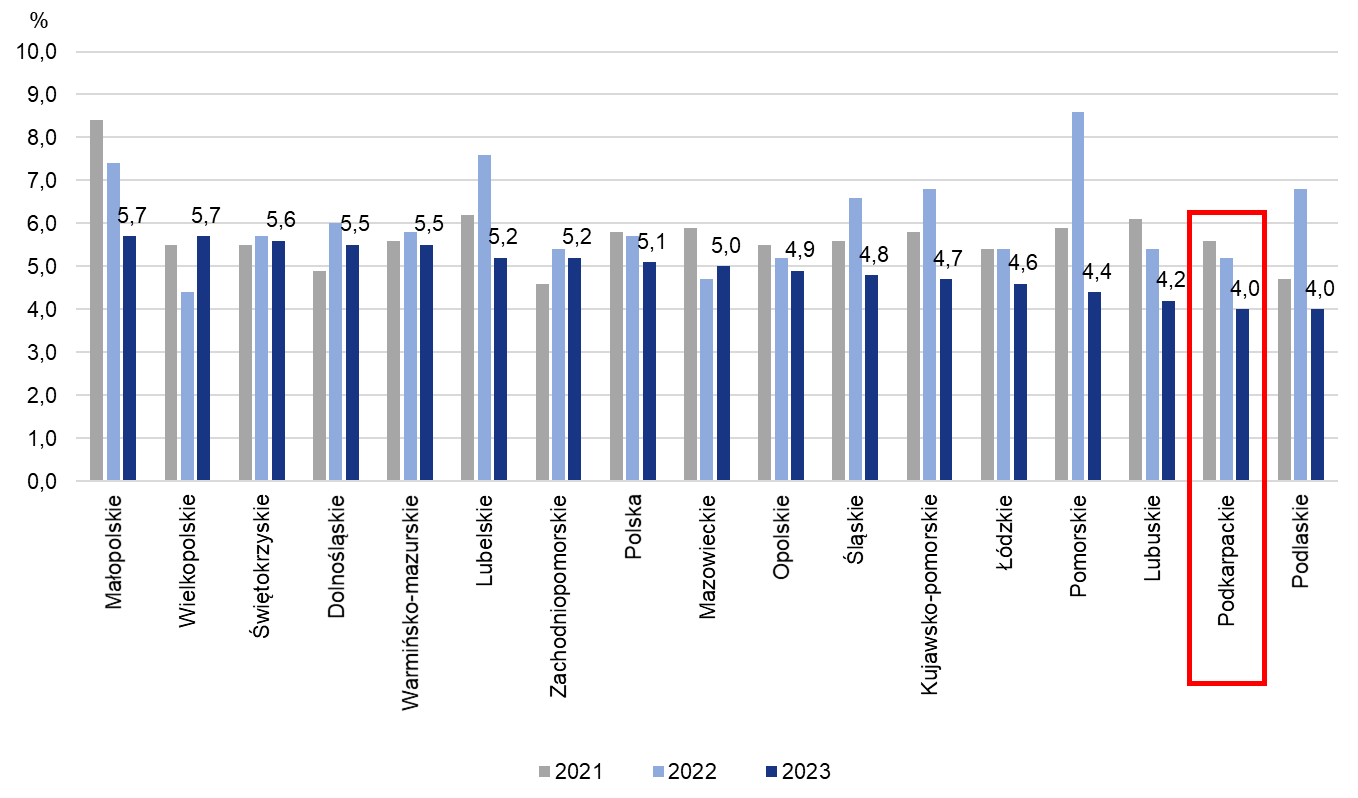 %
10,0
9,0
8,0
7,0
6,0
5,0
4,0
3,0
2,0
1,0
0,0
5,7
5,7
5,6
5,5
5,5
5,2
5,2
5,1
5,0
4,9
4,8
4,7
4,6
4,4
4,2
4,0
4,0
Małopolskie
Wielkopolskie
Świętokrzyskie
Dolnośląskie
Warmińsko-mazurskie
Lubelskie
Zachodniopomorskie
Polska
Mazowieckie
Opolskie
Śląskie
Kujawsko-pomorskie
Łódzkie
Pomorskie
Lubuskie
Podkarpackie
Podlaskie
2021 2022 2023